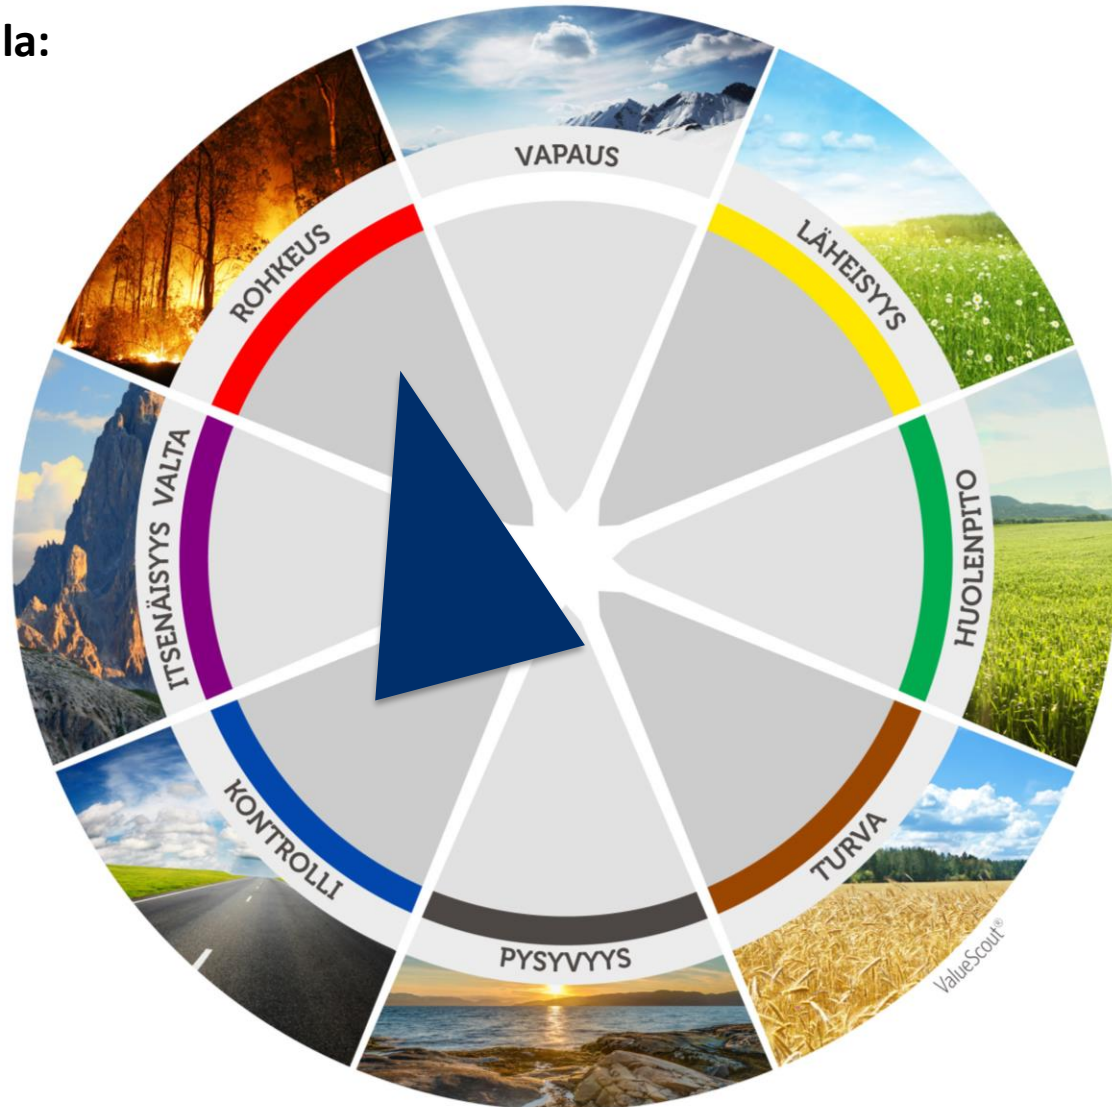 la:
VAPAUS
LÄHEISYYS
HUOLENPITO
TURVA
PYSYVYYS
KONTROLLI
ITSENÄISYYS VALTA
ROHKEUS
ValueScout®